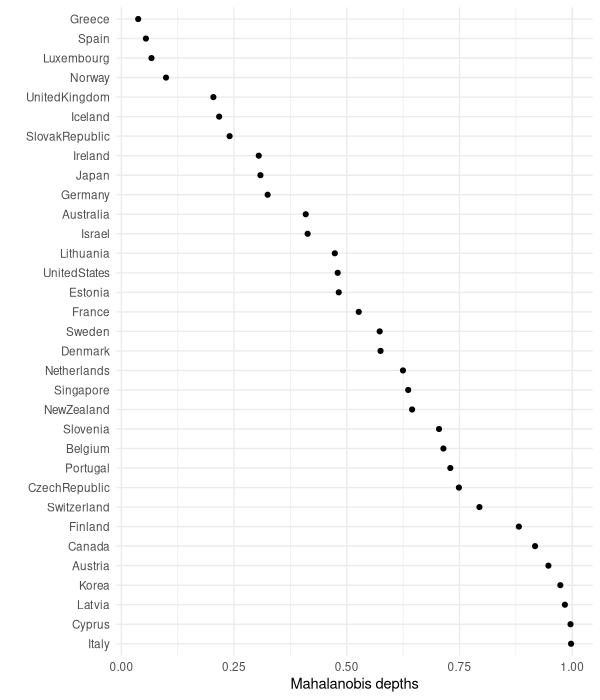 Greece
Spain
Luxembourg
Norway
UnitedKingdom
Iceland
SlovakRepublic
Ireland
Japan
Germany
Australia
Israel
Lithuania
UnitedStates
Estonia
France
Sweden
Denmark
Netherlands
Singapore
NewZealand
Slovenia
Belgium
Portugal
CzechRepublic
Switzerland
Finland
Canada
Austria
Korea
Latvia
Cyprus
Italy
0.00 0.25 0.50 0.75 1.00
Mahalanobis depths